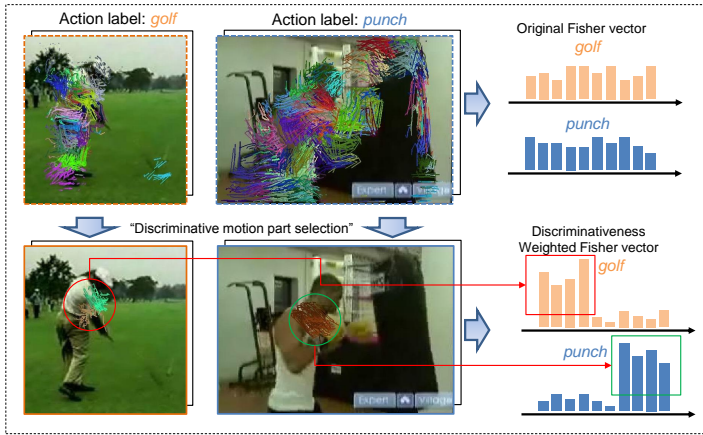 Action label: golf
Action label: punch
Original Fisher vector
golf
punch
Expert
Village
"Discriminative motion part selection"
Discriminativeness
Weighted Fisher vector
golf
punch
Expert
Village